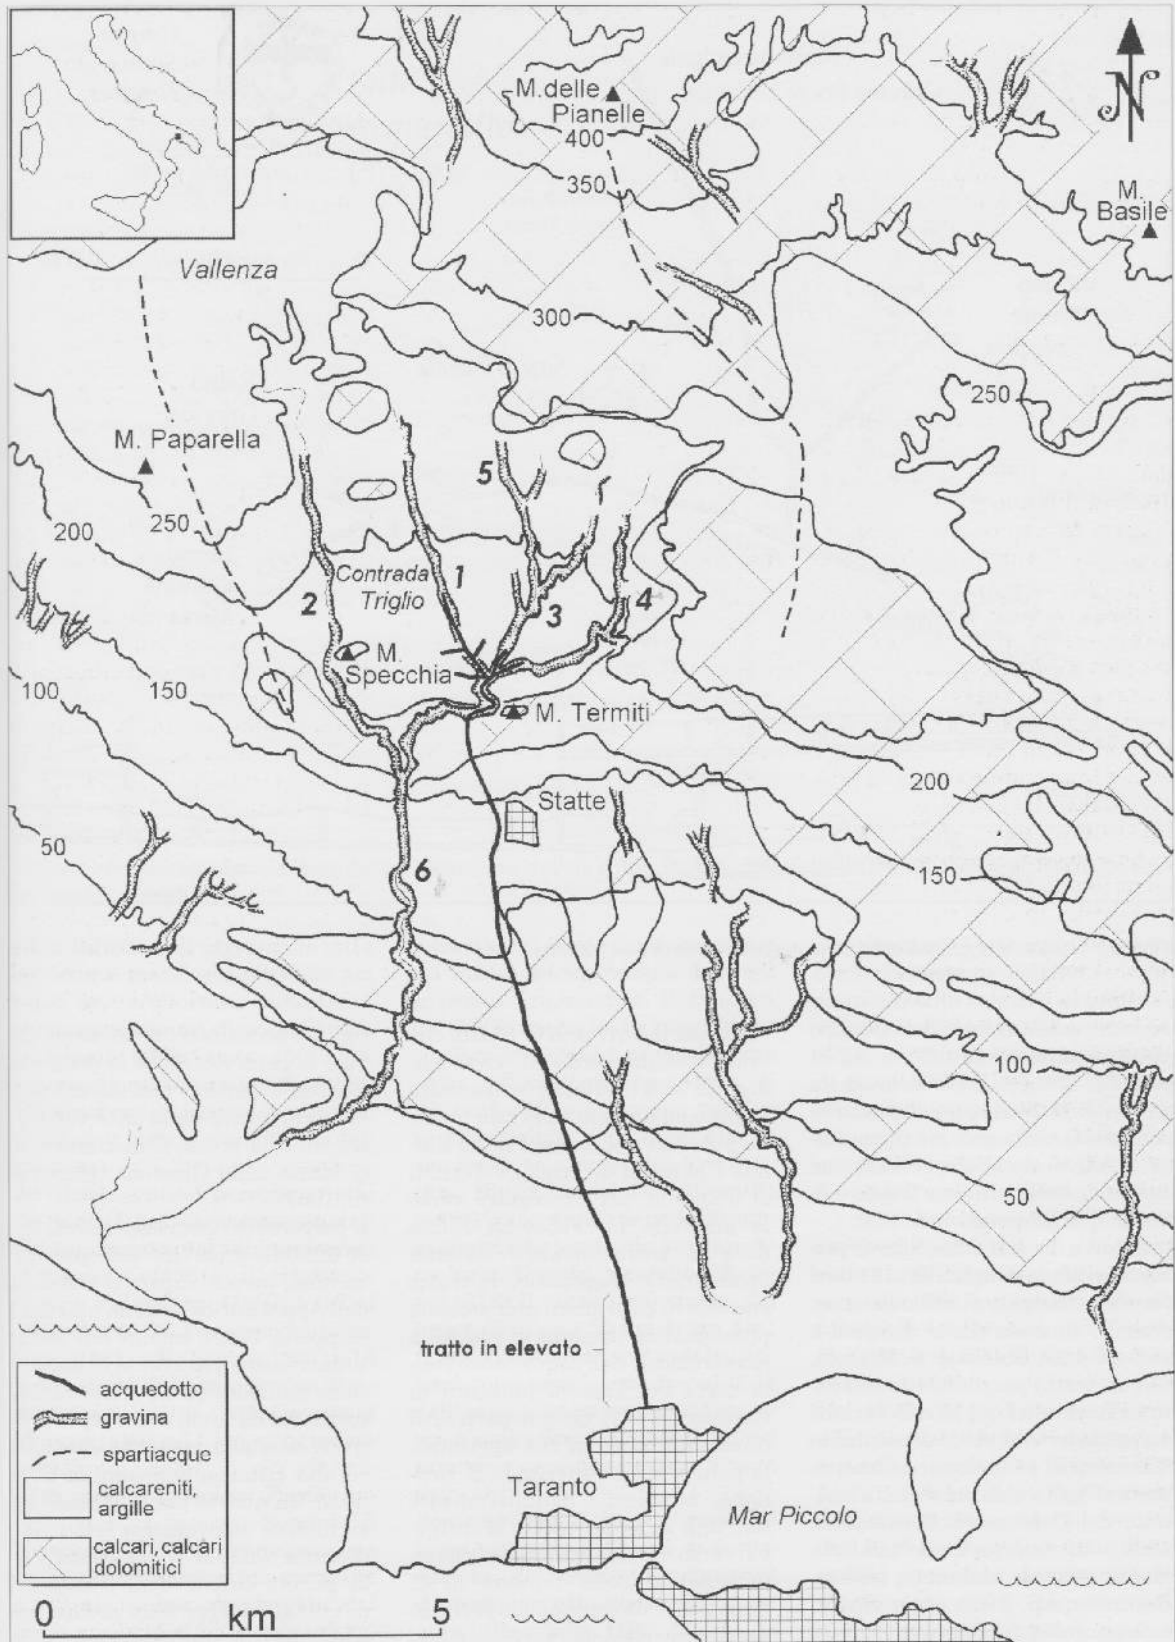 N
M.delle
Pianelle
400
350
M.
Basile
Vallenza
300
250
M. Paparella
5
250
200
Contrada
Triglio
1
2
3
4
M.
Specchia
100
150
M. Termiti
200
Statte
50
150
6
100
50
tratto in elevato
acquedotto
gravina
spartiacque
calcareniti,
argille
calcari, calcari
dolomitici
Taranto
Mar Piccolo
0 km 5